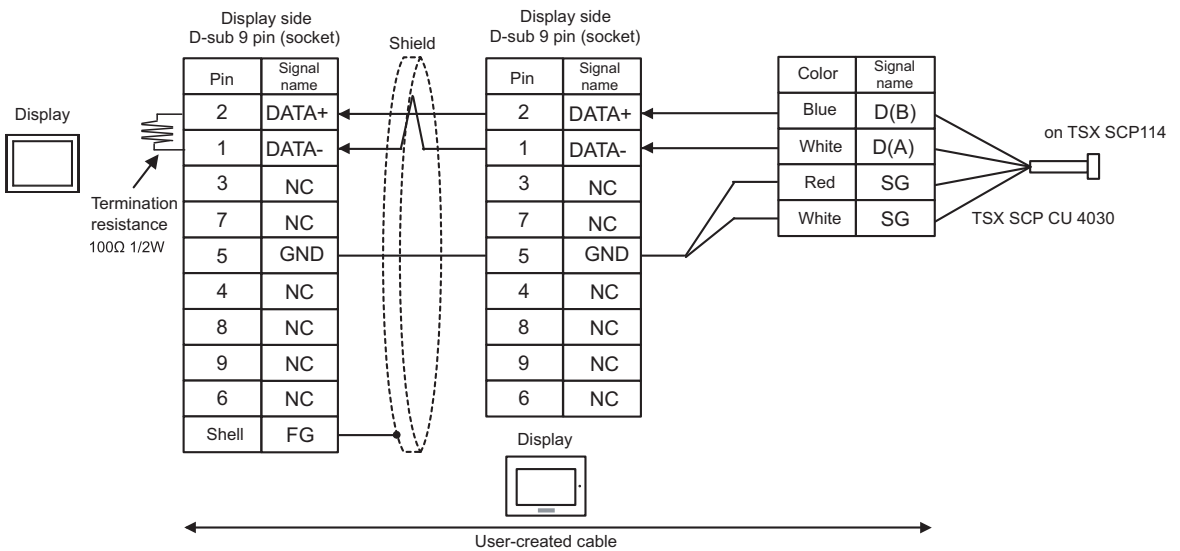 Display side
D-sub 9 pin (socket)
Shield
Display side
D-sub 9 pin (socket)
Display
Termination
resistance
100Ω 1/2W
Pin Signal name
2 DATA+
1 DATA-
3 NC
7 NC
5 GND
4 NC
8 NC
9 NC
6 NC
Shell FG
Pin Signal name
2 DATA+
1 DATA-
3 NC
7 NC
5 GND
4 NC
8 NC
9 NC
6 NC
Display
Color Signal name
Blue D(B)
White D(A)
Red SG
White SG
on TSX SCP114
TSX SCP CU 4030
User-created cable